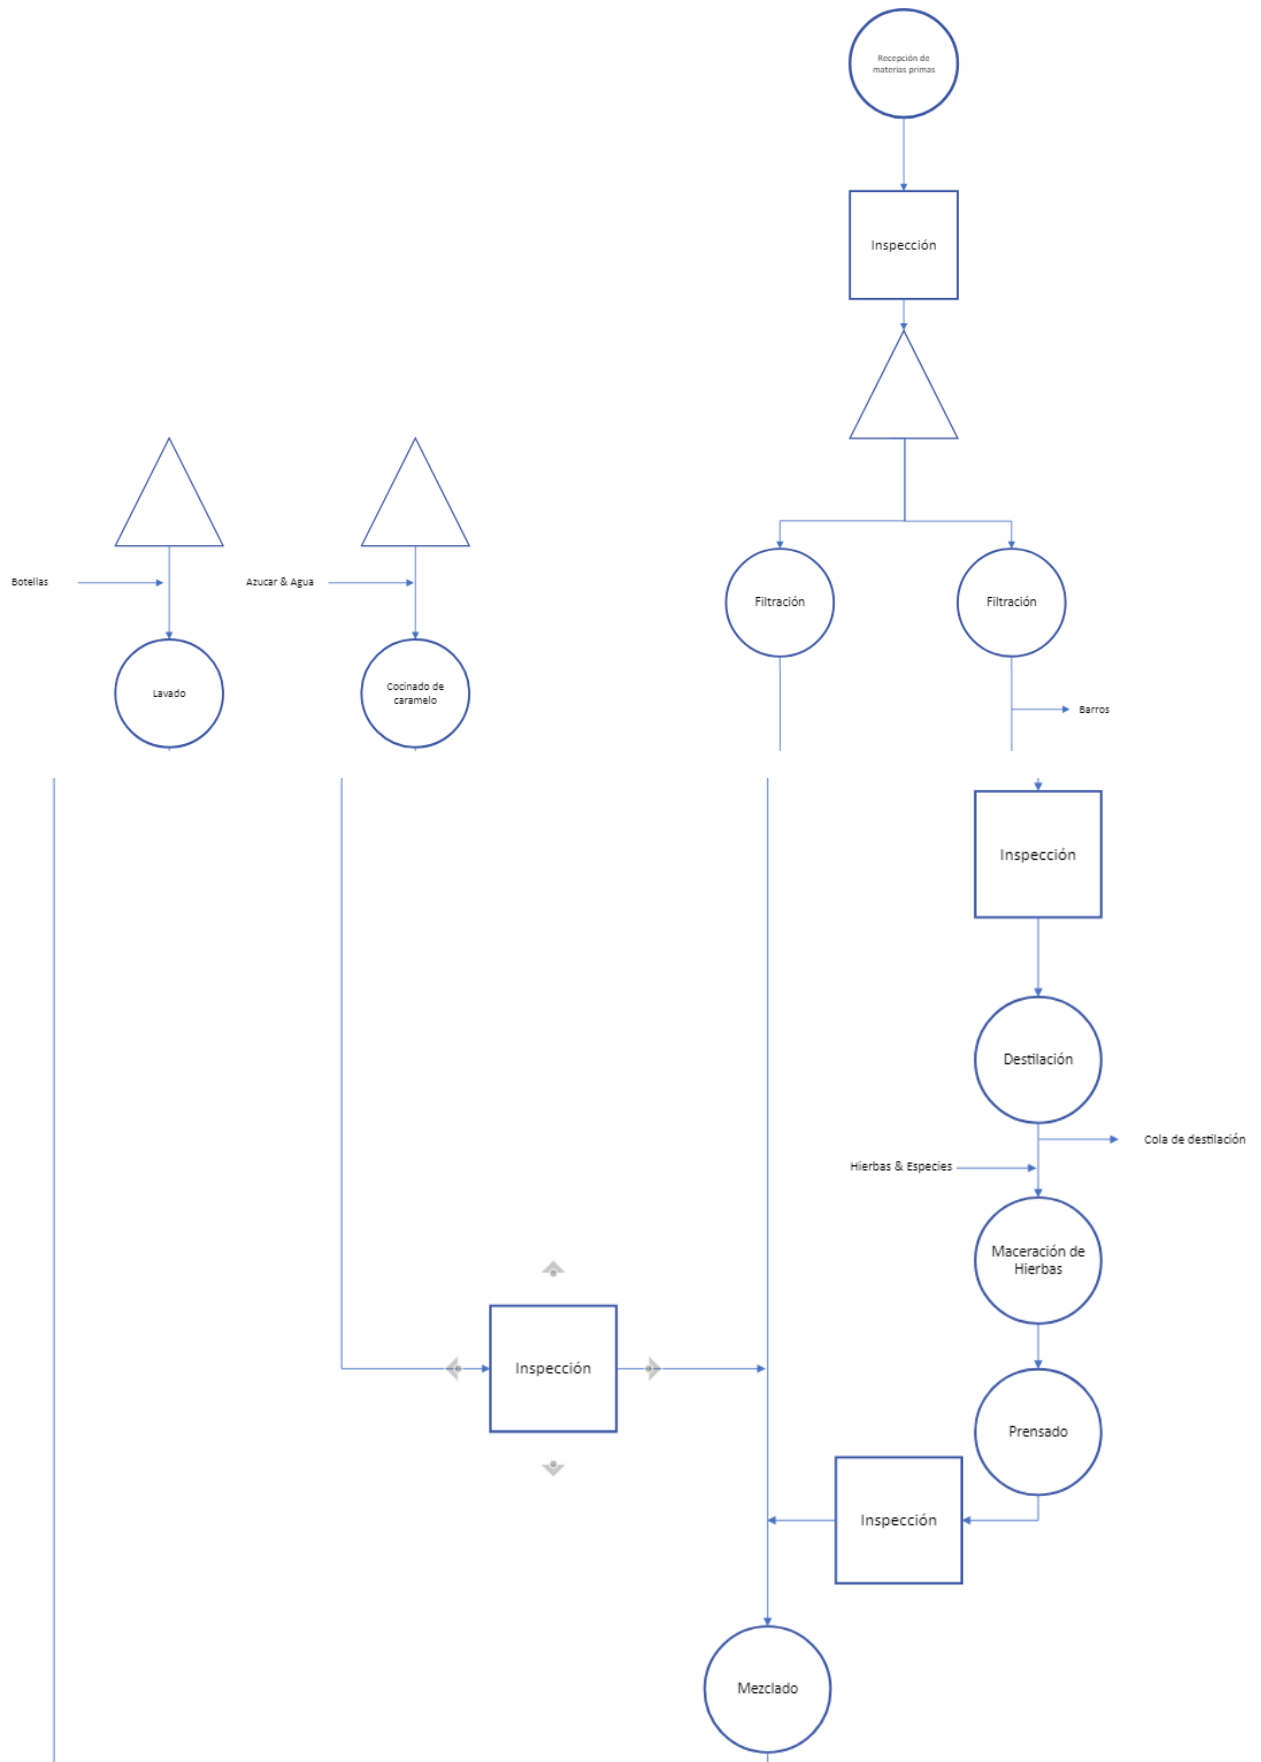 Recepción de
materias primas
Inspección
Botellas
Azucar & Agua
Filtración
Filtración
Lavado
Cocinado de
caramelo
Barros
Inspección
Destilación
Cola de destilación
Hierbas & Especies
Maceración de
Hierbas
Inspección
Prensado
Inspección
Mezclado